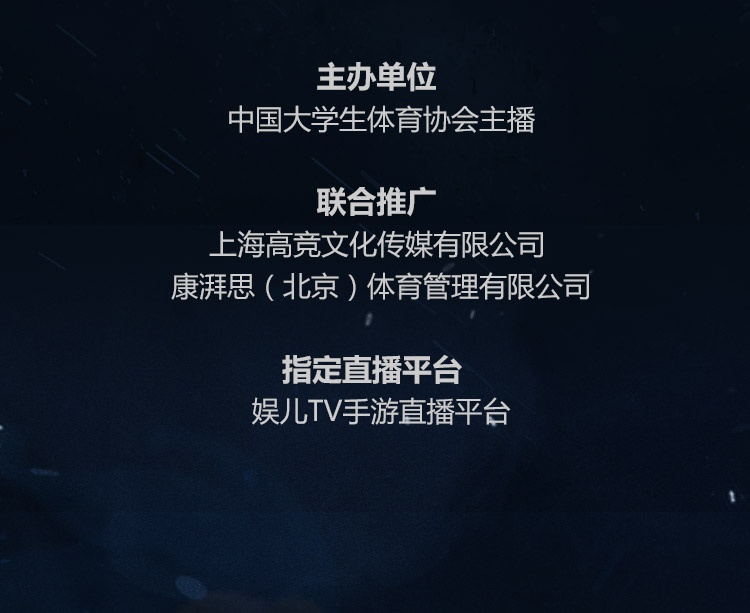 主办单位
中国大学生体育协会主播
联合推广
上海高竞文化传媒有限公司
康湃思（北京）体育管理有限公司
指定直播平台
娱儿TV手游直播平台